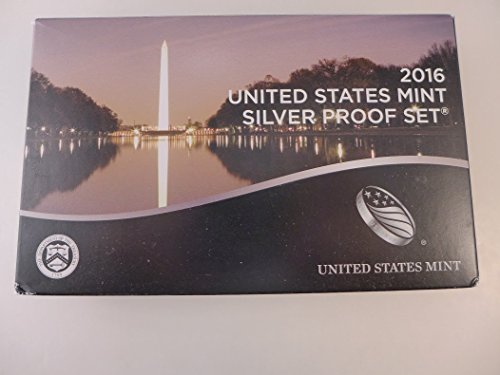 2016
UNITED STATES MINT
SILVER PROOF SET®
®
UNITED STATES MINT